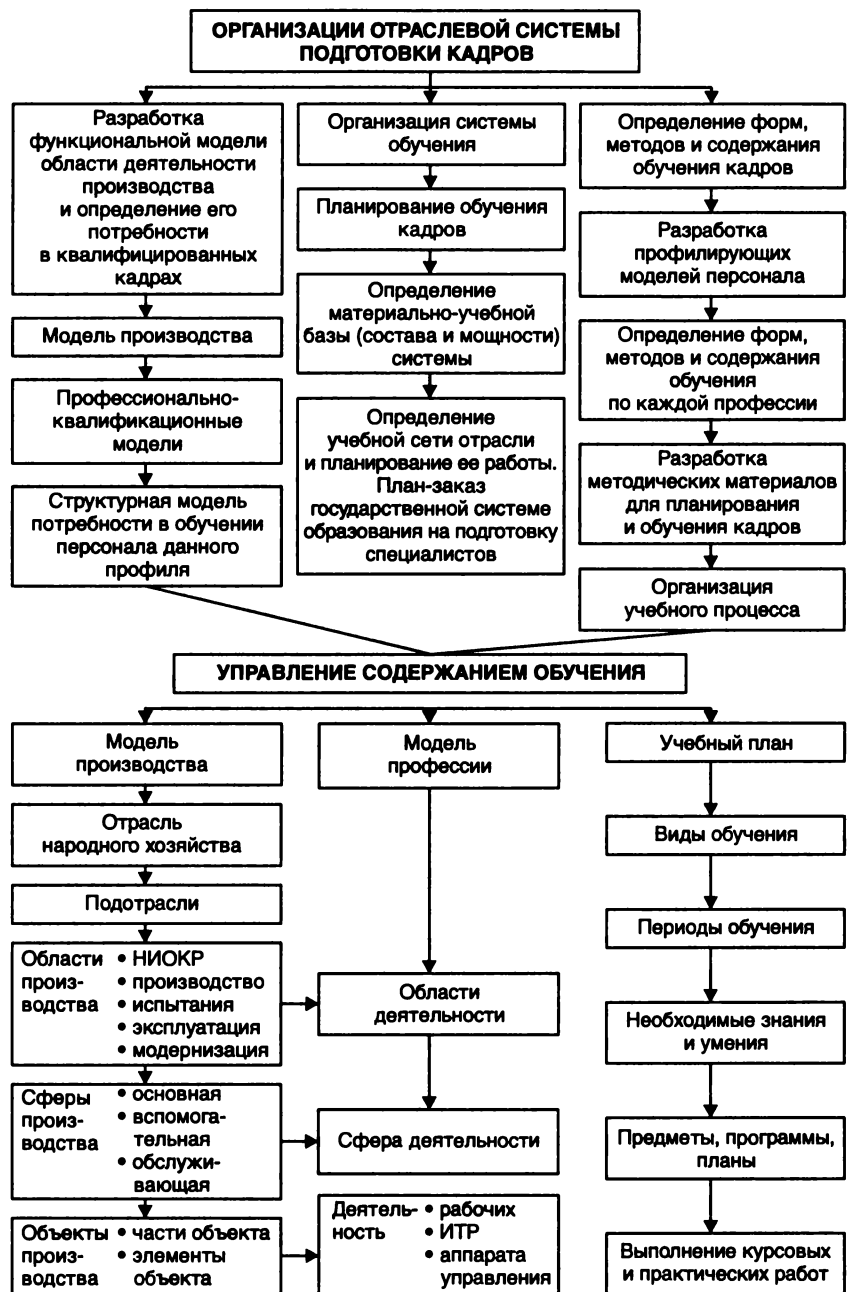 ОРГАНИЗАЦИИ ОТРАСЛЕВОЙ СИСТЕМЫ
ПОДГОТОВКИ КАДРОВ
Разработка
функциональной модели
области деятельности
производства
и определение его
потребности
в квалифицированных
кадрах
Модель производства
Профессионально-
квалификационные
модели
Структурная модель
потребности в обучении
персонала данного
профиля
Организация системы
обучения
Планирование обучения
кадров
Определение
материально-учебной
базы (состава и мощности)
системы
Определение
учебной сети отрасли
и планирование ее работы.
План-заказ
государственной системе
образования на подготовку
специалистов
Определение форм,
методов и содержания
обучения кадров
Разработка
профилирующих
моделей персонала
Определение форм,
методов и содержания
обучения
по каждой профессии
Разработка
методических материалов
для планирования
и обучения кадров
Организация
учебного процесса
УПРАВЛЕНИЕ СОДЕРЖАНИЕМ ОБУЧЕНИЯ
Модель
производства
Отрасль
народного хозяйства
Подотрасли
Области
произ-
водства
• НИОКР
• производство
• испытания
• эксплуатация
• модернизация
Сферы
произ-
водства
• основная
• вспомога-
тельная
• обслужи-
вающая
Объекты
произ-
водства
• части объекта
• элементы
объекта
Модель
профессии
Области
деятельности
Сфера деятельности
Деятель-
ность
• рабочих
• ИТР
• аппарата
управления
Учебный план
Виды обучения
Периоды обучения
Необходимые знания
и умения
Предметы, программы,
планы
Выполнение курсовых
и практических работ